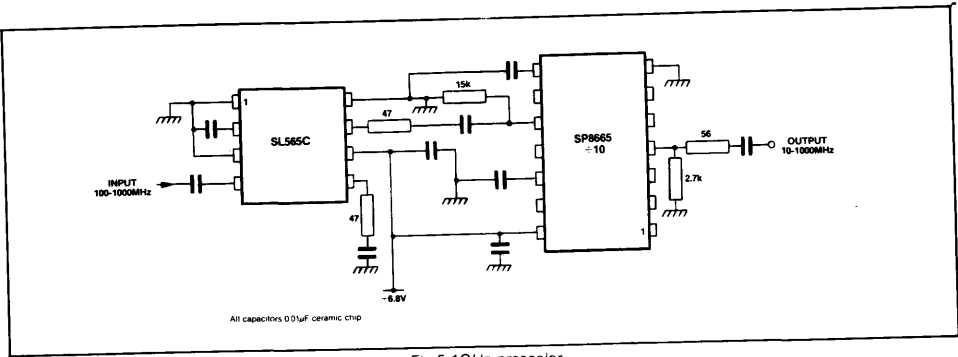 1
SL565C
INPUT
100-1000MHz
47
15k
47
-6.8V
SP8665
÷10
1
56
2.7k
OUTPUT
10-1000MHz
All capacitors 0.01µF ceramic chip